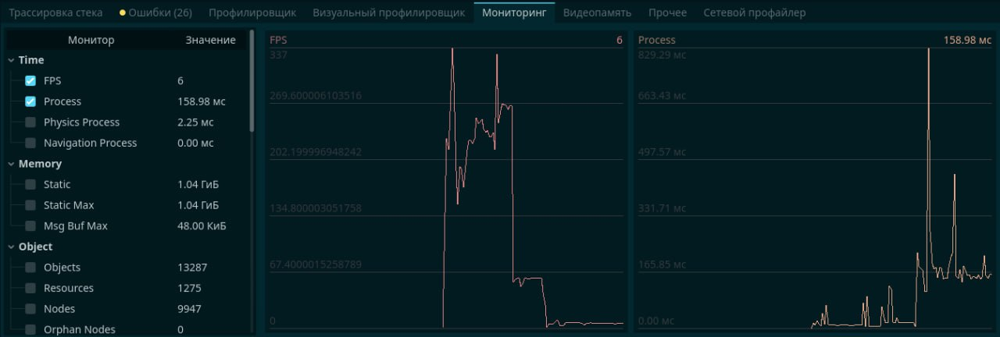 Трассировка стека Ошибки (26) Профилировщик Визуальный профилировщик Мониторинг Видеопамять Прочее Сетевой профайлер
Монитор Значение
Time
FPS 6
Process 158.98 мс
Physics Process 2.25 мс
Navigation Process 0.00 мс
Memory
Static 1.04 ГиБ
Static Max 1.04 ГиБ
Msg Buf Max 48.00 КиБ
Object
Objects 13287
Resources 1275
Nodes 9947
Orphan Nodes 0
FPS 6
337
269.600006103516
202.199996948242
134.800003051758
67.4000015258789
0
Process 158.98 мс
829.29 мс
663.43 мс
497.57 мс
331.71 мс
165.85 мс
0.00 мс